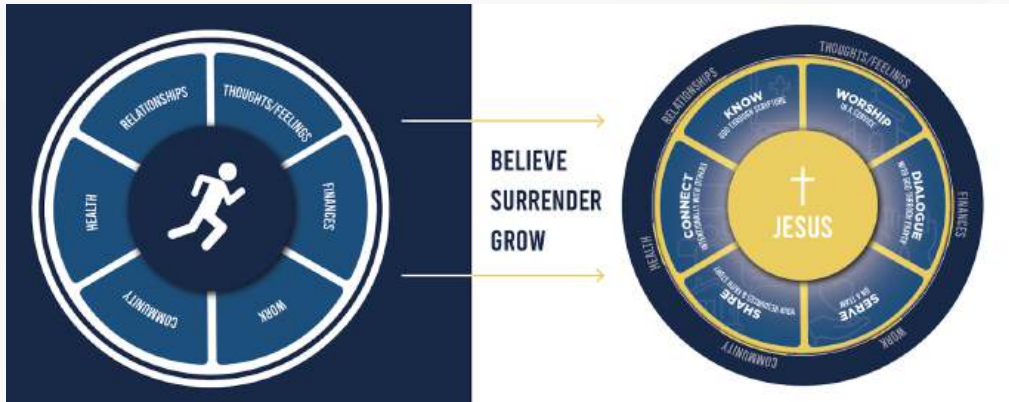 RELATIONSHIPS
THOUGHTS/FEELINGS
FINANCES
WORK
COMMUNITY
HEALTH
BELIEVE
SURRENDER
GROW
RELATIONSHIPS
THOUGHTS/FEELINGS
FINANCES
WORK
COMMUNITY
HEALTH
KNOW
GOD THROUGH SCRIPTURE
WORSHIP
IN A SERVICE
DIALOGUE
WITH GOD THROUGH PRAYER
SERVE
ON A TEAM
SHARE
YOUR RESOURCES & FAITH STORY
CONNECT
INTENTIONALLY WITH OTHERS
JESUS